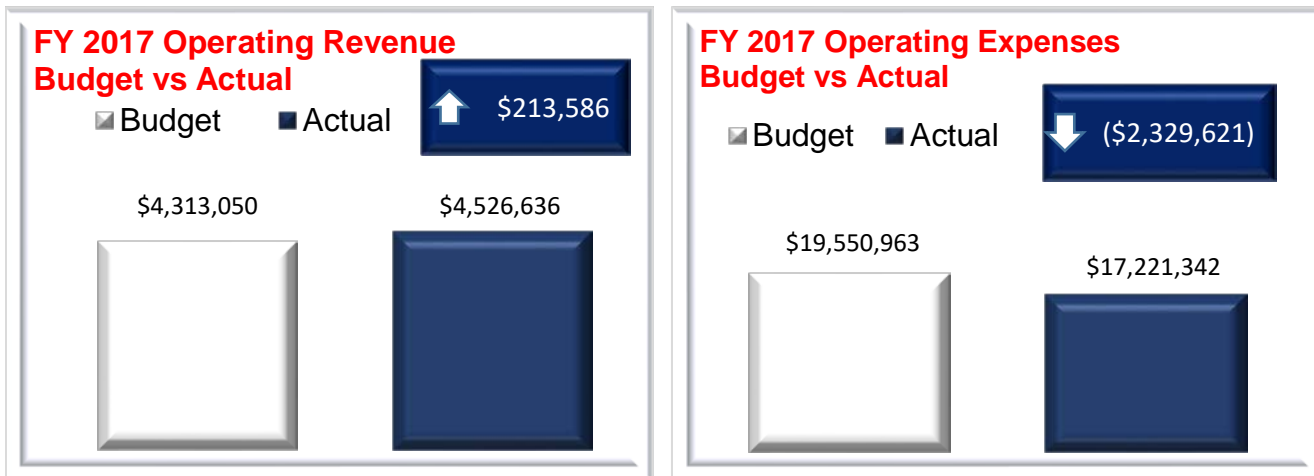 FY 2017 Operating Revenue
Budget vs Actual
Budget Actual
$213,586
$4,313,050
$4,526,636
FY 2017 Operating Expenses
Budget vs Actual
Budget Actual
($2,329,621)
$19,550,963
$17,221,342